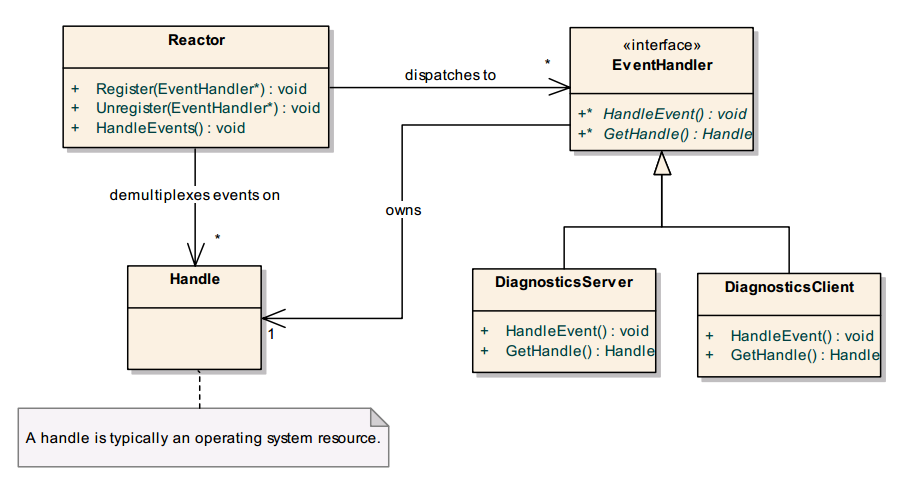 Reactor
+ Register(EventHandler*) : void
+ Unregister(EventHandler*) : void
+ HandleEvents() : void
dispatches to
*
«interface»
EventHandler
+* HandleEvent() : void
+* GetHandle() : Handle
demultiplexes events on
*
owns
Handle
1
DiagnosticsServer
+ HandleEvent() : void
+ GetHandle() : Handle
DiagnosticsClient
+ HandleEvent() : void
+ GetHandle() : Handle
A handle is typically an operating system resource.